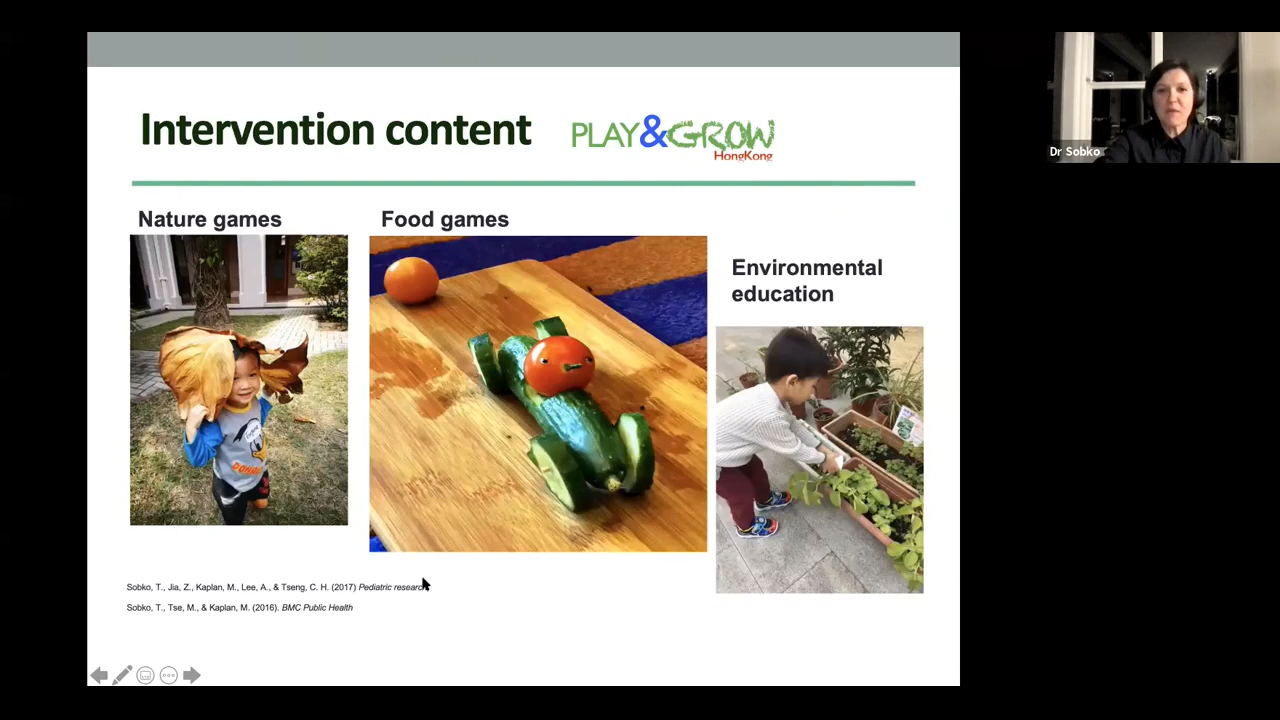 Intervention content
PLAY&GROW
HongKong
Dr Sobko
Nature games
Food games
Environmental
education
Sobko, T., Jia, Z., Kaplan, M., Lee, A., & Tseng, C. H. (2017) Pediatric research
Sobko, T., Tse, M., & Kaplan, M. (2016). BMC Public Health